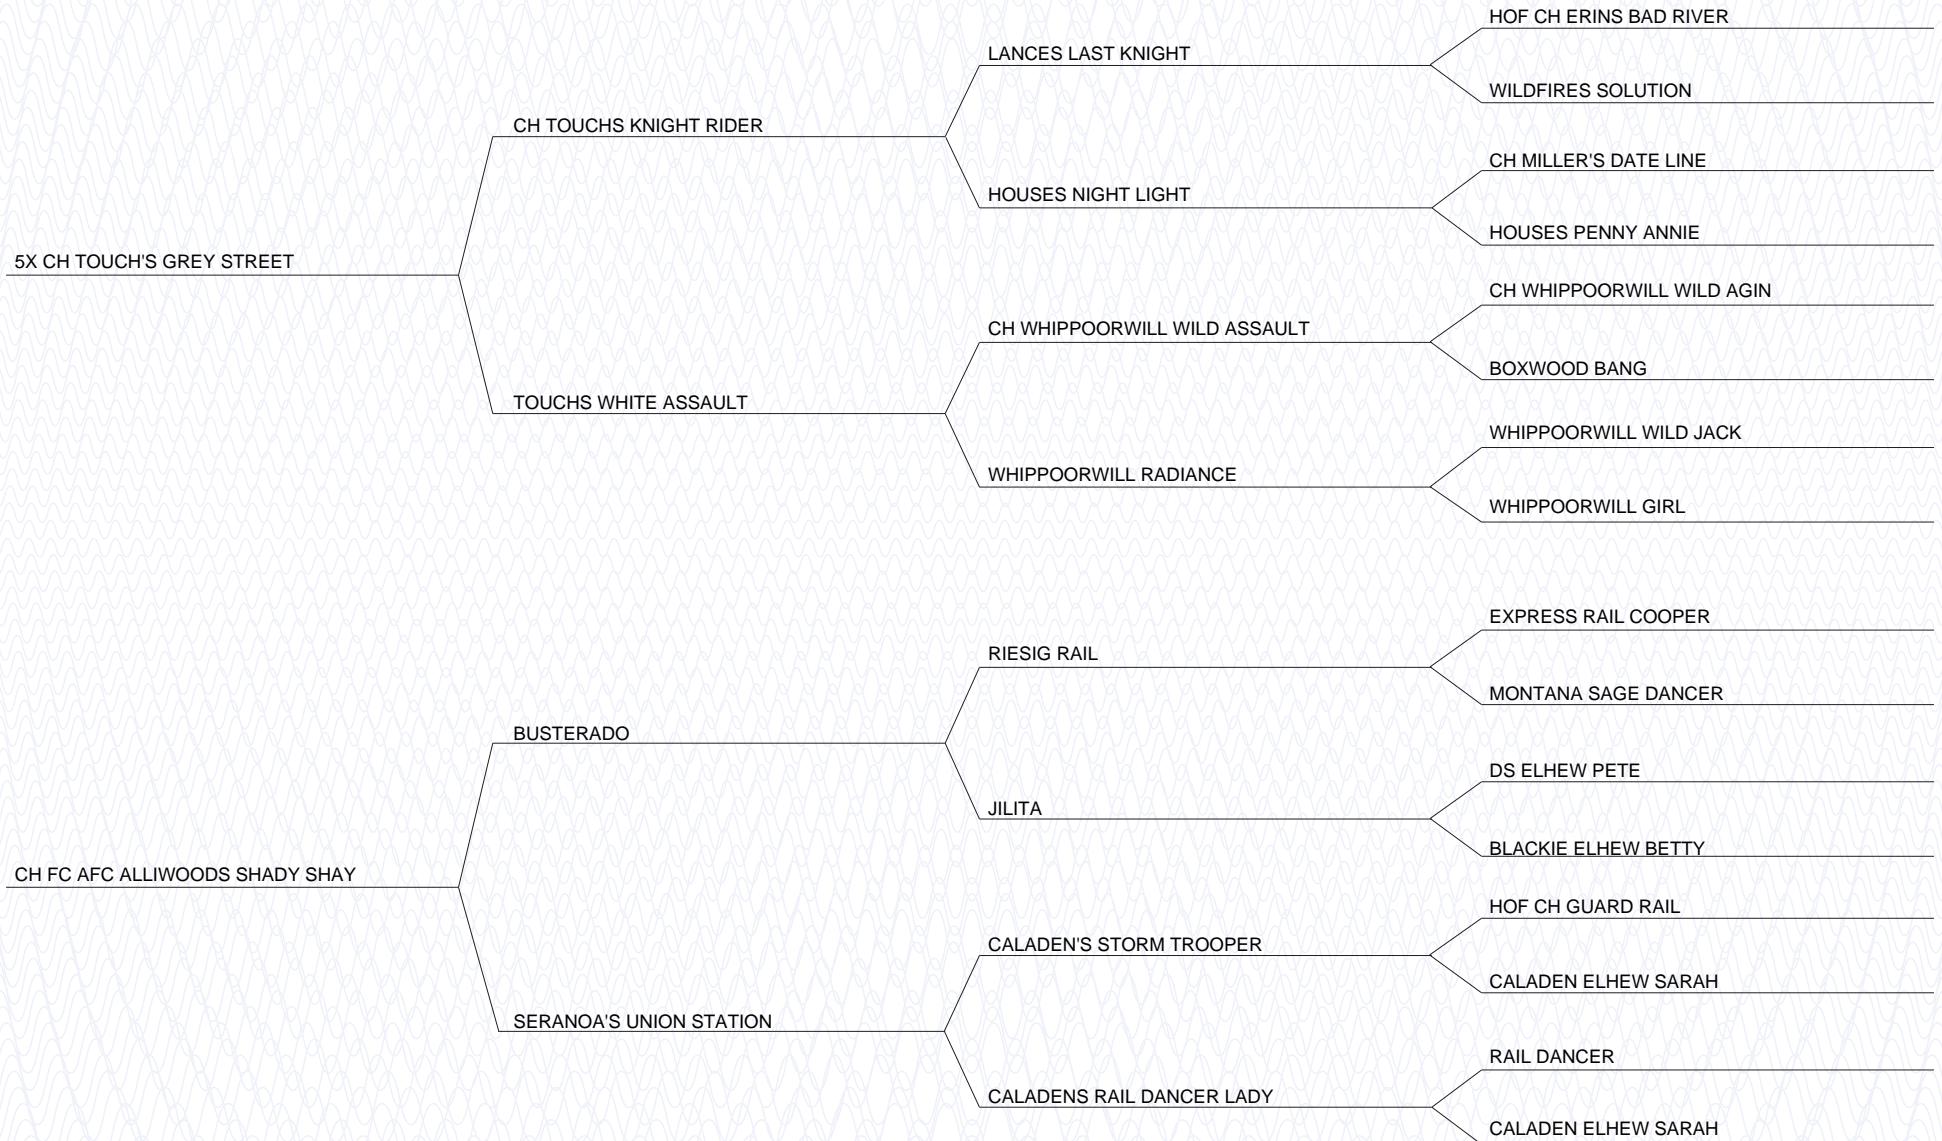 HOF CH ERINS BAD RIVER
LANCES LAST KNIGHT
WILDFIRES SOLUTION
CH TOUCHS KNIGHT RIDER
CH MILLER'S DATE LINE
HOUSES NIGHT LIGHT
HOUSES PENNY ANNIE
5X CH TOUCH'S GREY STREET
CH WHIPPOORWILL WILD AGIN
CH WHIPPOORWILL WILD ASSAULT
BOXWOOD BANG
TOUCHS WHITE ASSAULT
WHIPPOORWILL WILD JACK
WHIPPOORWILL RADIANCE
WHIPPOORWILL GIRL
EXPRESS RAIL COOPER
RIESIG RAIL
MONTANA SAGE DANCER
BUSTERADO
DS ELHEW PETE
JILITA
BLACKIE ELHEW BETTY
CH FC AFC ALLIWOODS SHADY SHAY
HOF CH GUARD RAIL
CALADEN'S STORM TROOPER
CALADEN ELHEW SARAH
SERANOA'S UNION STATION
RAIL DANCER
CALADENS RAIL DANCER LADY
CALADEN ELHEW SARAH